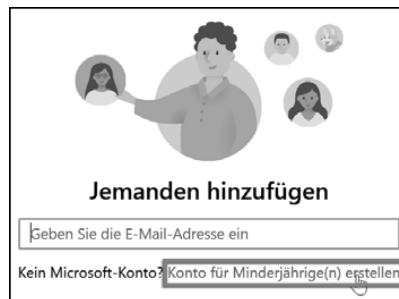 Jemanden hinzufügen
Geben Sie die E-Mail-Adresse ein
Kein Microsoft-Konto? Konto für Minderjährige(n) erstellen